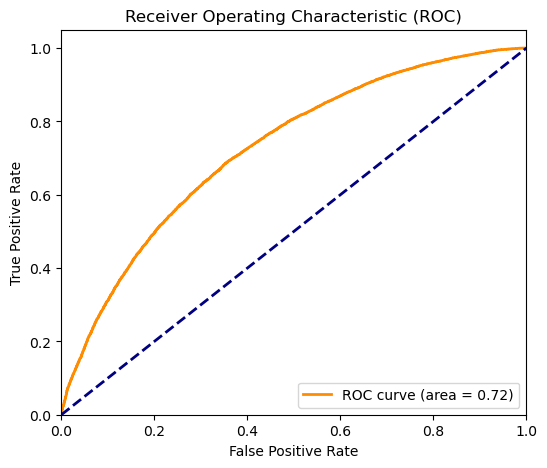 Receiver Operating Characteristic (ROC)
1.0
0.8
0.6
0.4
0.2
0.0
True Positive Rate
ROC curve (area = 0.72)
0.0 0.2 0.4 0.6 0.8 1.0
False Positive Rate